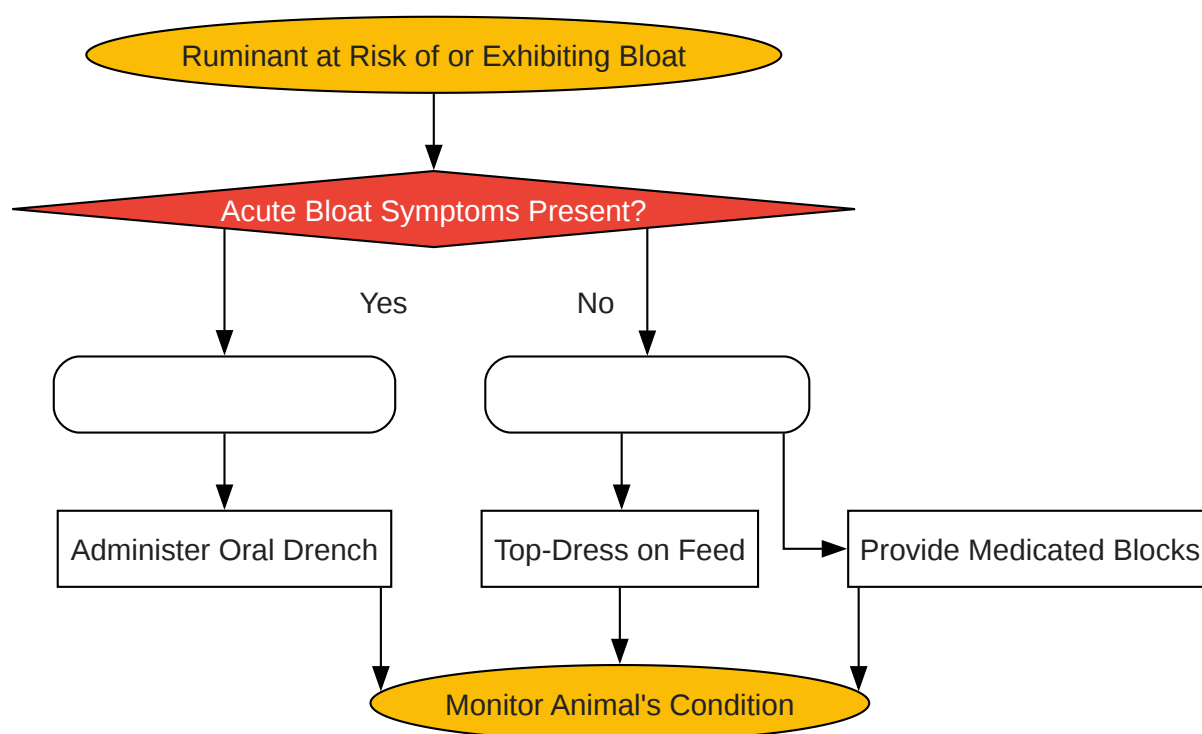 Ruminant at Risk of or Exhibiting Bloat
Acute Bloat Symptoms Present?
Yes
No
Administer Oral Drench
Top-Dress on Feed
Provide Medicated Blocks
Monitor Animal's Condition